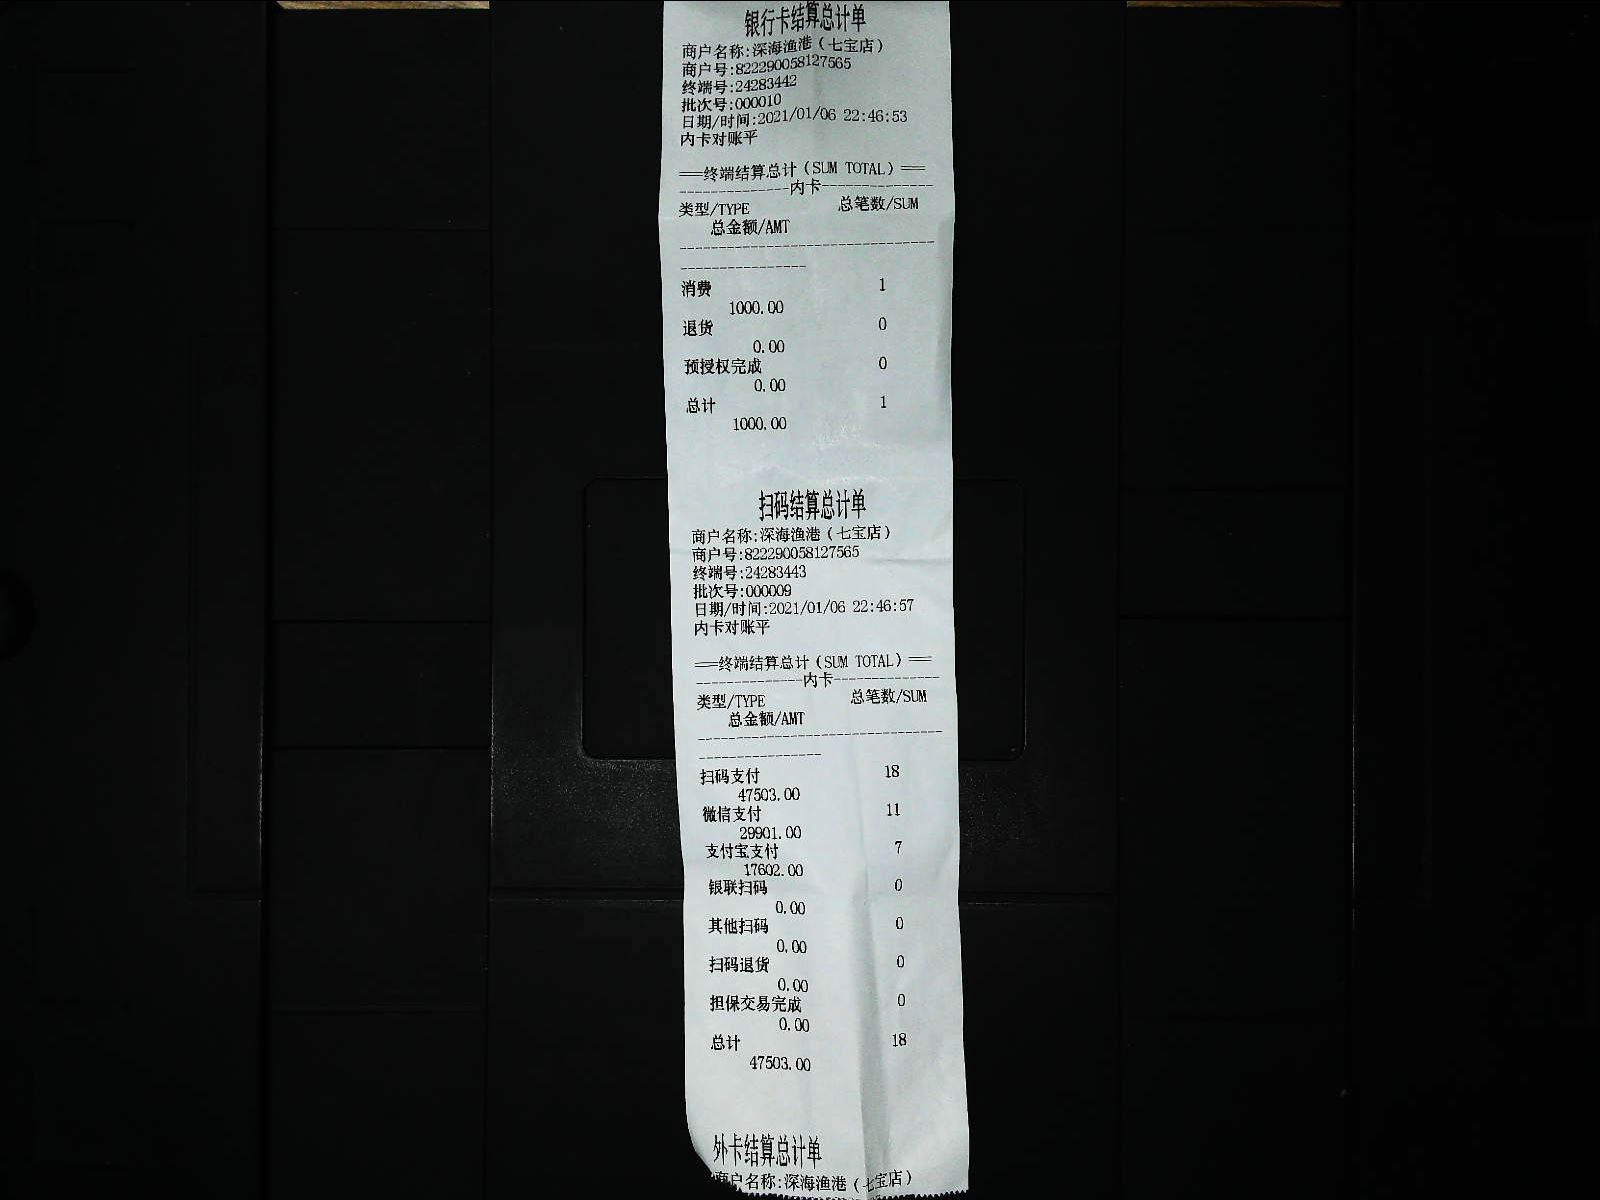 银行卡结算总计单
商户名称:深海渔港(七宝店)
商户号:822290058127565
终端号:24283442
批次号:000010
日期/时间:2021/01/06 22:46:53
内卡对账平
===终端结算总计(SUM TOTAL)===
--------------内卡--------------
类型/TYPE 总笔数/SUM
总金额/AMT
--------------------------------
----------------
消费 1
1000.00
退货 0
0.00
预授权完成 0
0.00
总计 1
1000.00
扫码结算总计单
商户名称:深海渔港(七宝店)
商户号:822290058127565
终端号:24283443
批次号:000009
日期/时间:2021/01/06 22:46:57
内卡对账平
===终端结算总计(SUM TOTAL)===
--------------内卡--------------
类型/TYPE 总笔数/SUM
总金额/AMT
--------------------------------
----------------
扫码支付 18
47503.00
微信支付 11
29901.00
支付宝支付 7
17602.00
银联扫码 0
0.00
其他扫码 0
0.00
扫码退货 0
0.00
担保交易完成 0
0.00
总计 18
47503.00
外卡结算总计单
商户名称:深海渔港(七宝店)